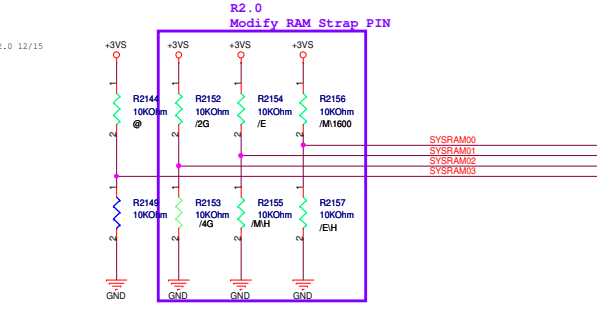 R2.0
Modify RAM Strap PIN
2.0 12/15
+3VS +3VS +3VS +3VS
1 1 1 1
R2144 R2152 R2154 R2156
10KOhm 10KOhm 10KOhm 10KOhm
@ /2G /E /M\1600
2 2 2 2
SYSRAM00
SYSRAM01
SYSRAM02
SYSRAM03
1 1 1 1
R2149 R2153 R2155 R2157
10KOhm 10KOhm 10KOhm 10KOhm
/4G /M\H /E\H
2 2 2 2
GND GND GND GND